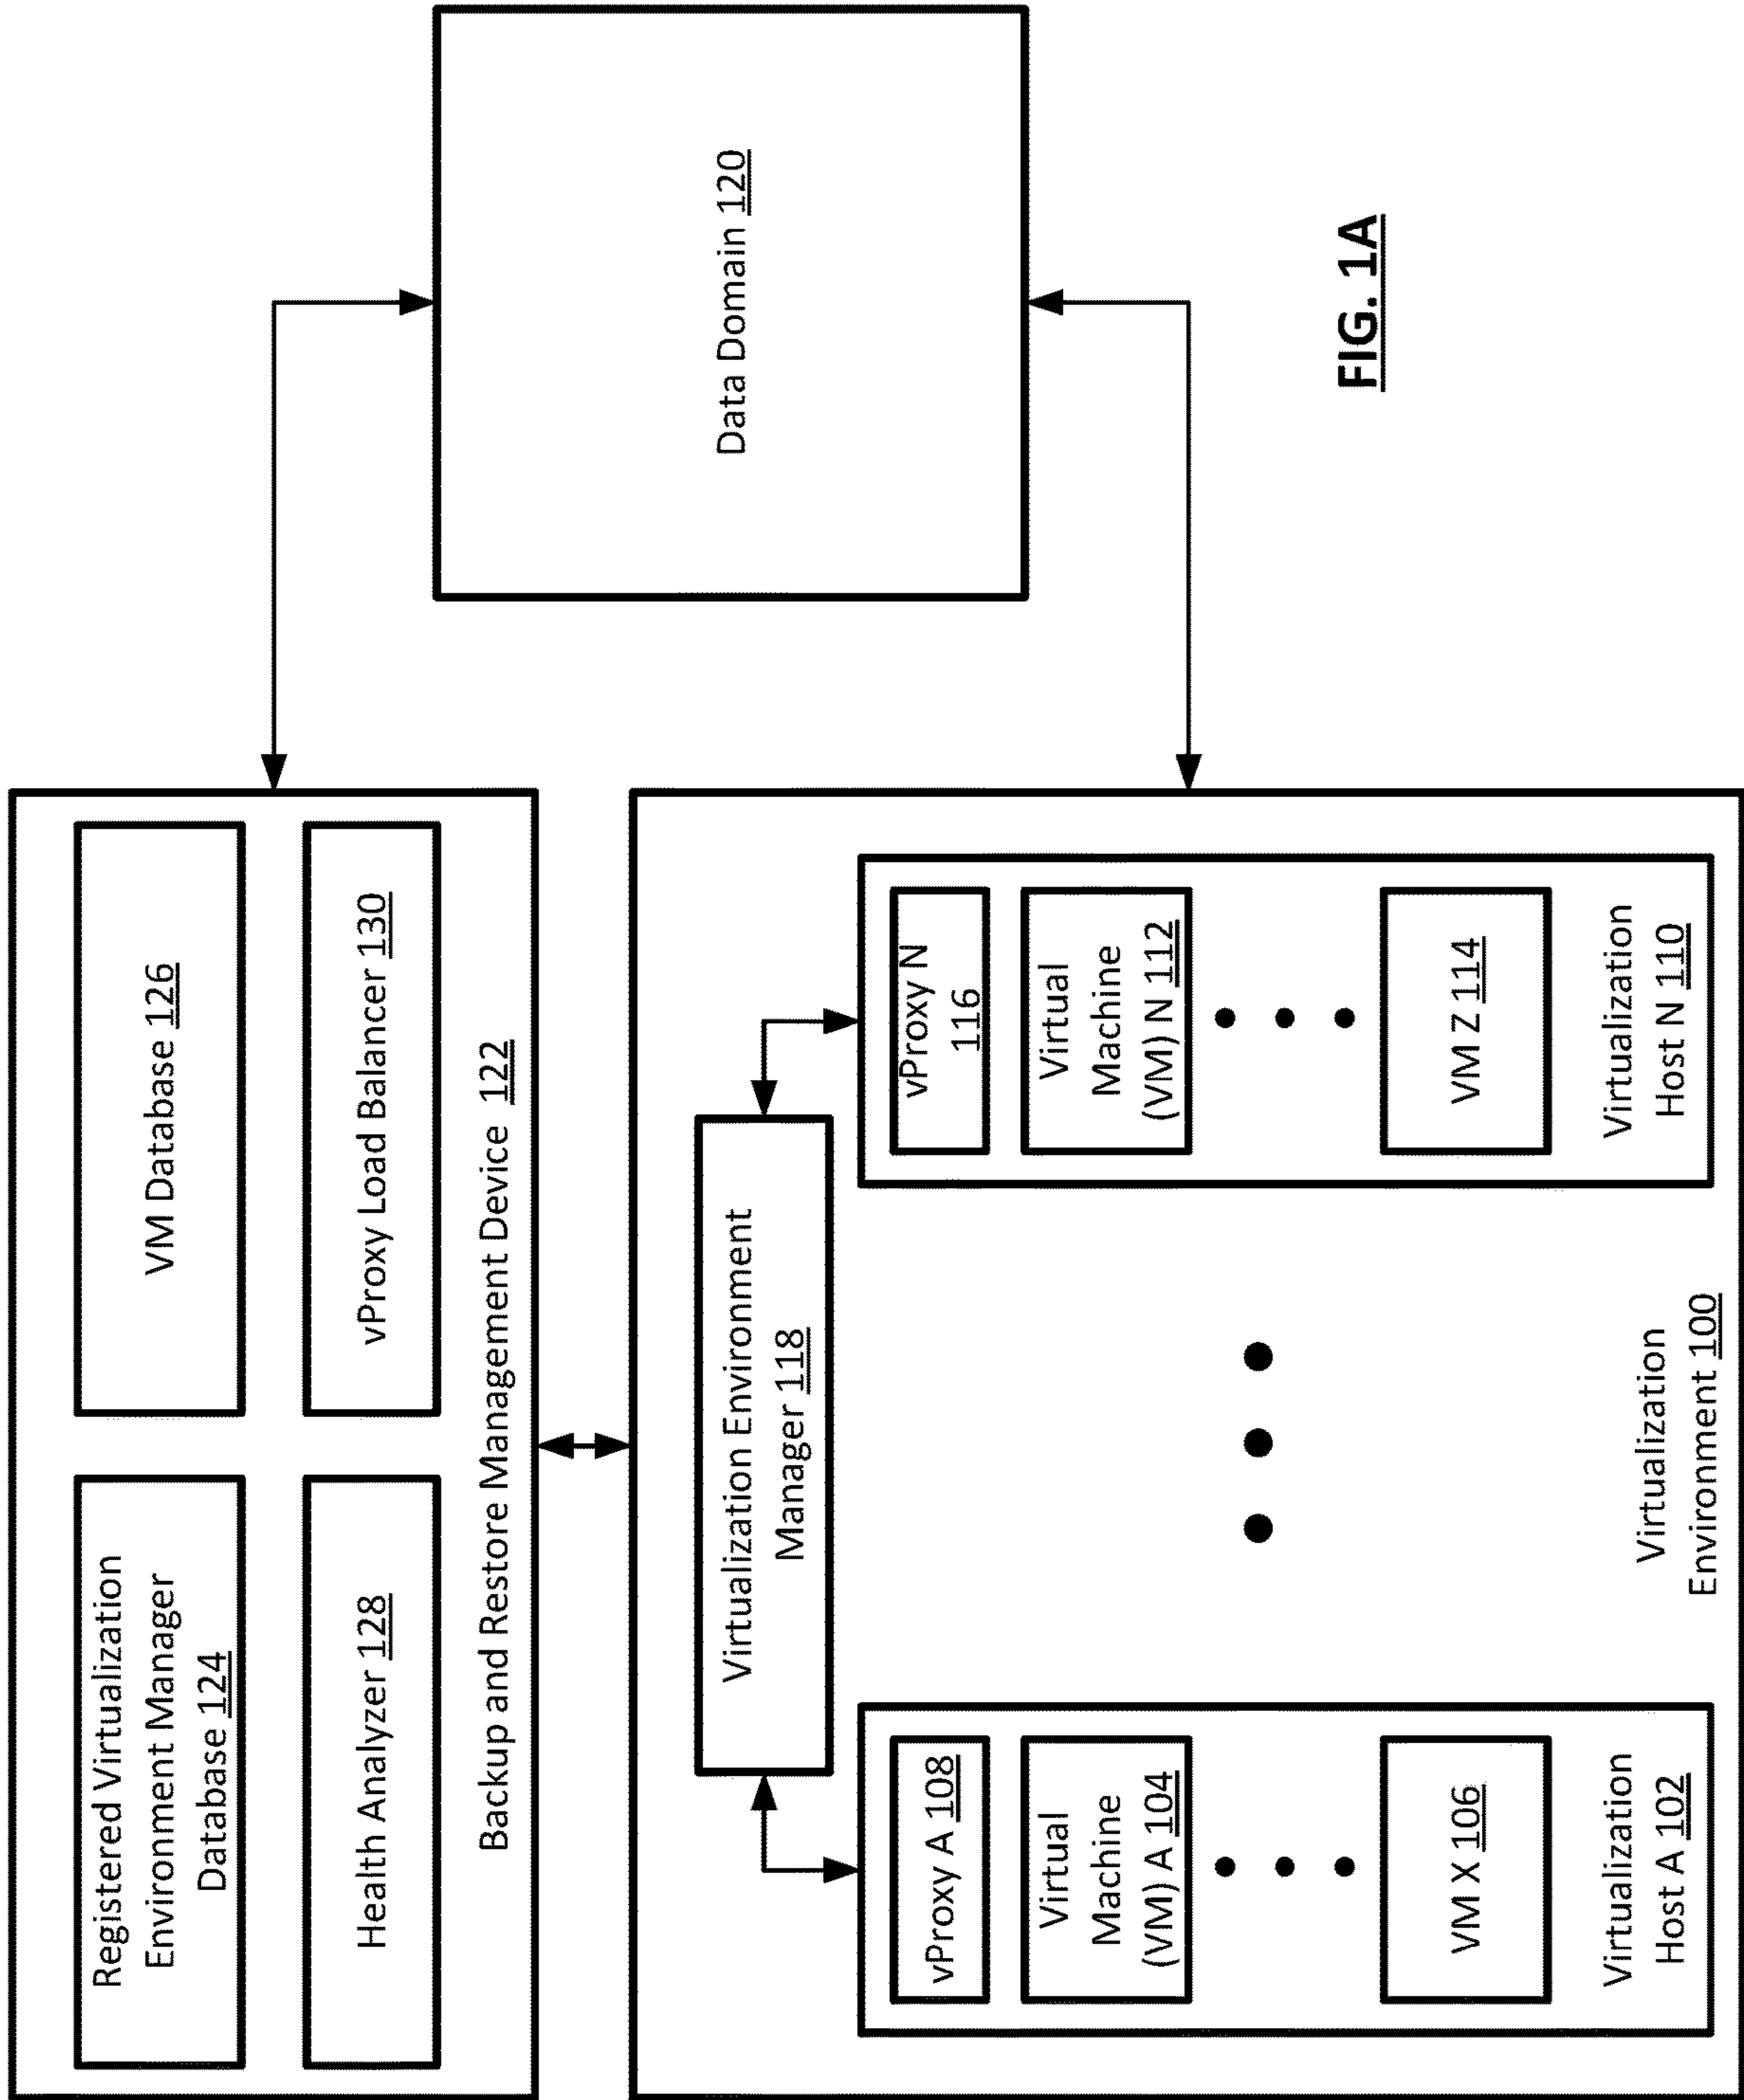 Registered Virtualization
Environment Manager
Database 124
VM Database 126
Health Analyzer 128
vProxy Load Balancer 130
Backup and Restore Management Device 122
Virtualization Environment
Manager 118
vProxy A 108
Virtual
Machine
(VM) A 104
VM X 106
Virtualization
Host A 102
vProxy N
116
Virtual
Machine
(VM) N 112
VM Z 114
Virtualization
Host N 110
Virtualization
Environment 100
Data Domain 120
FIG. 1A